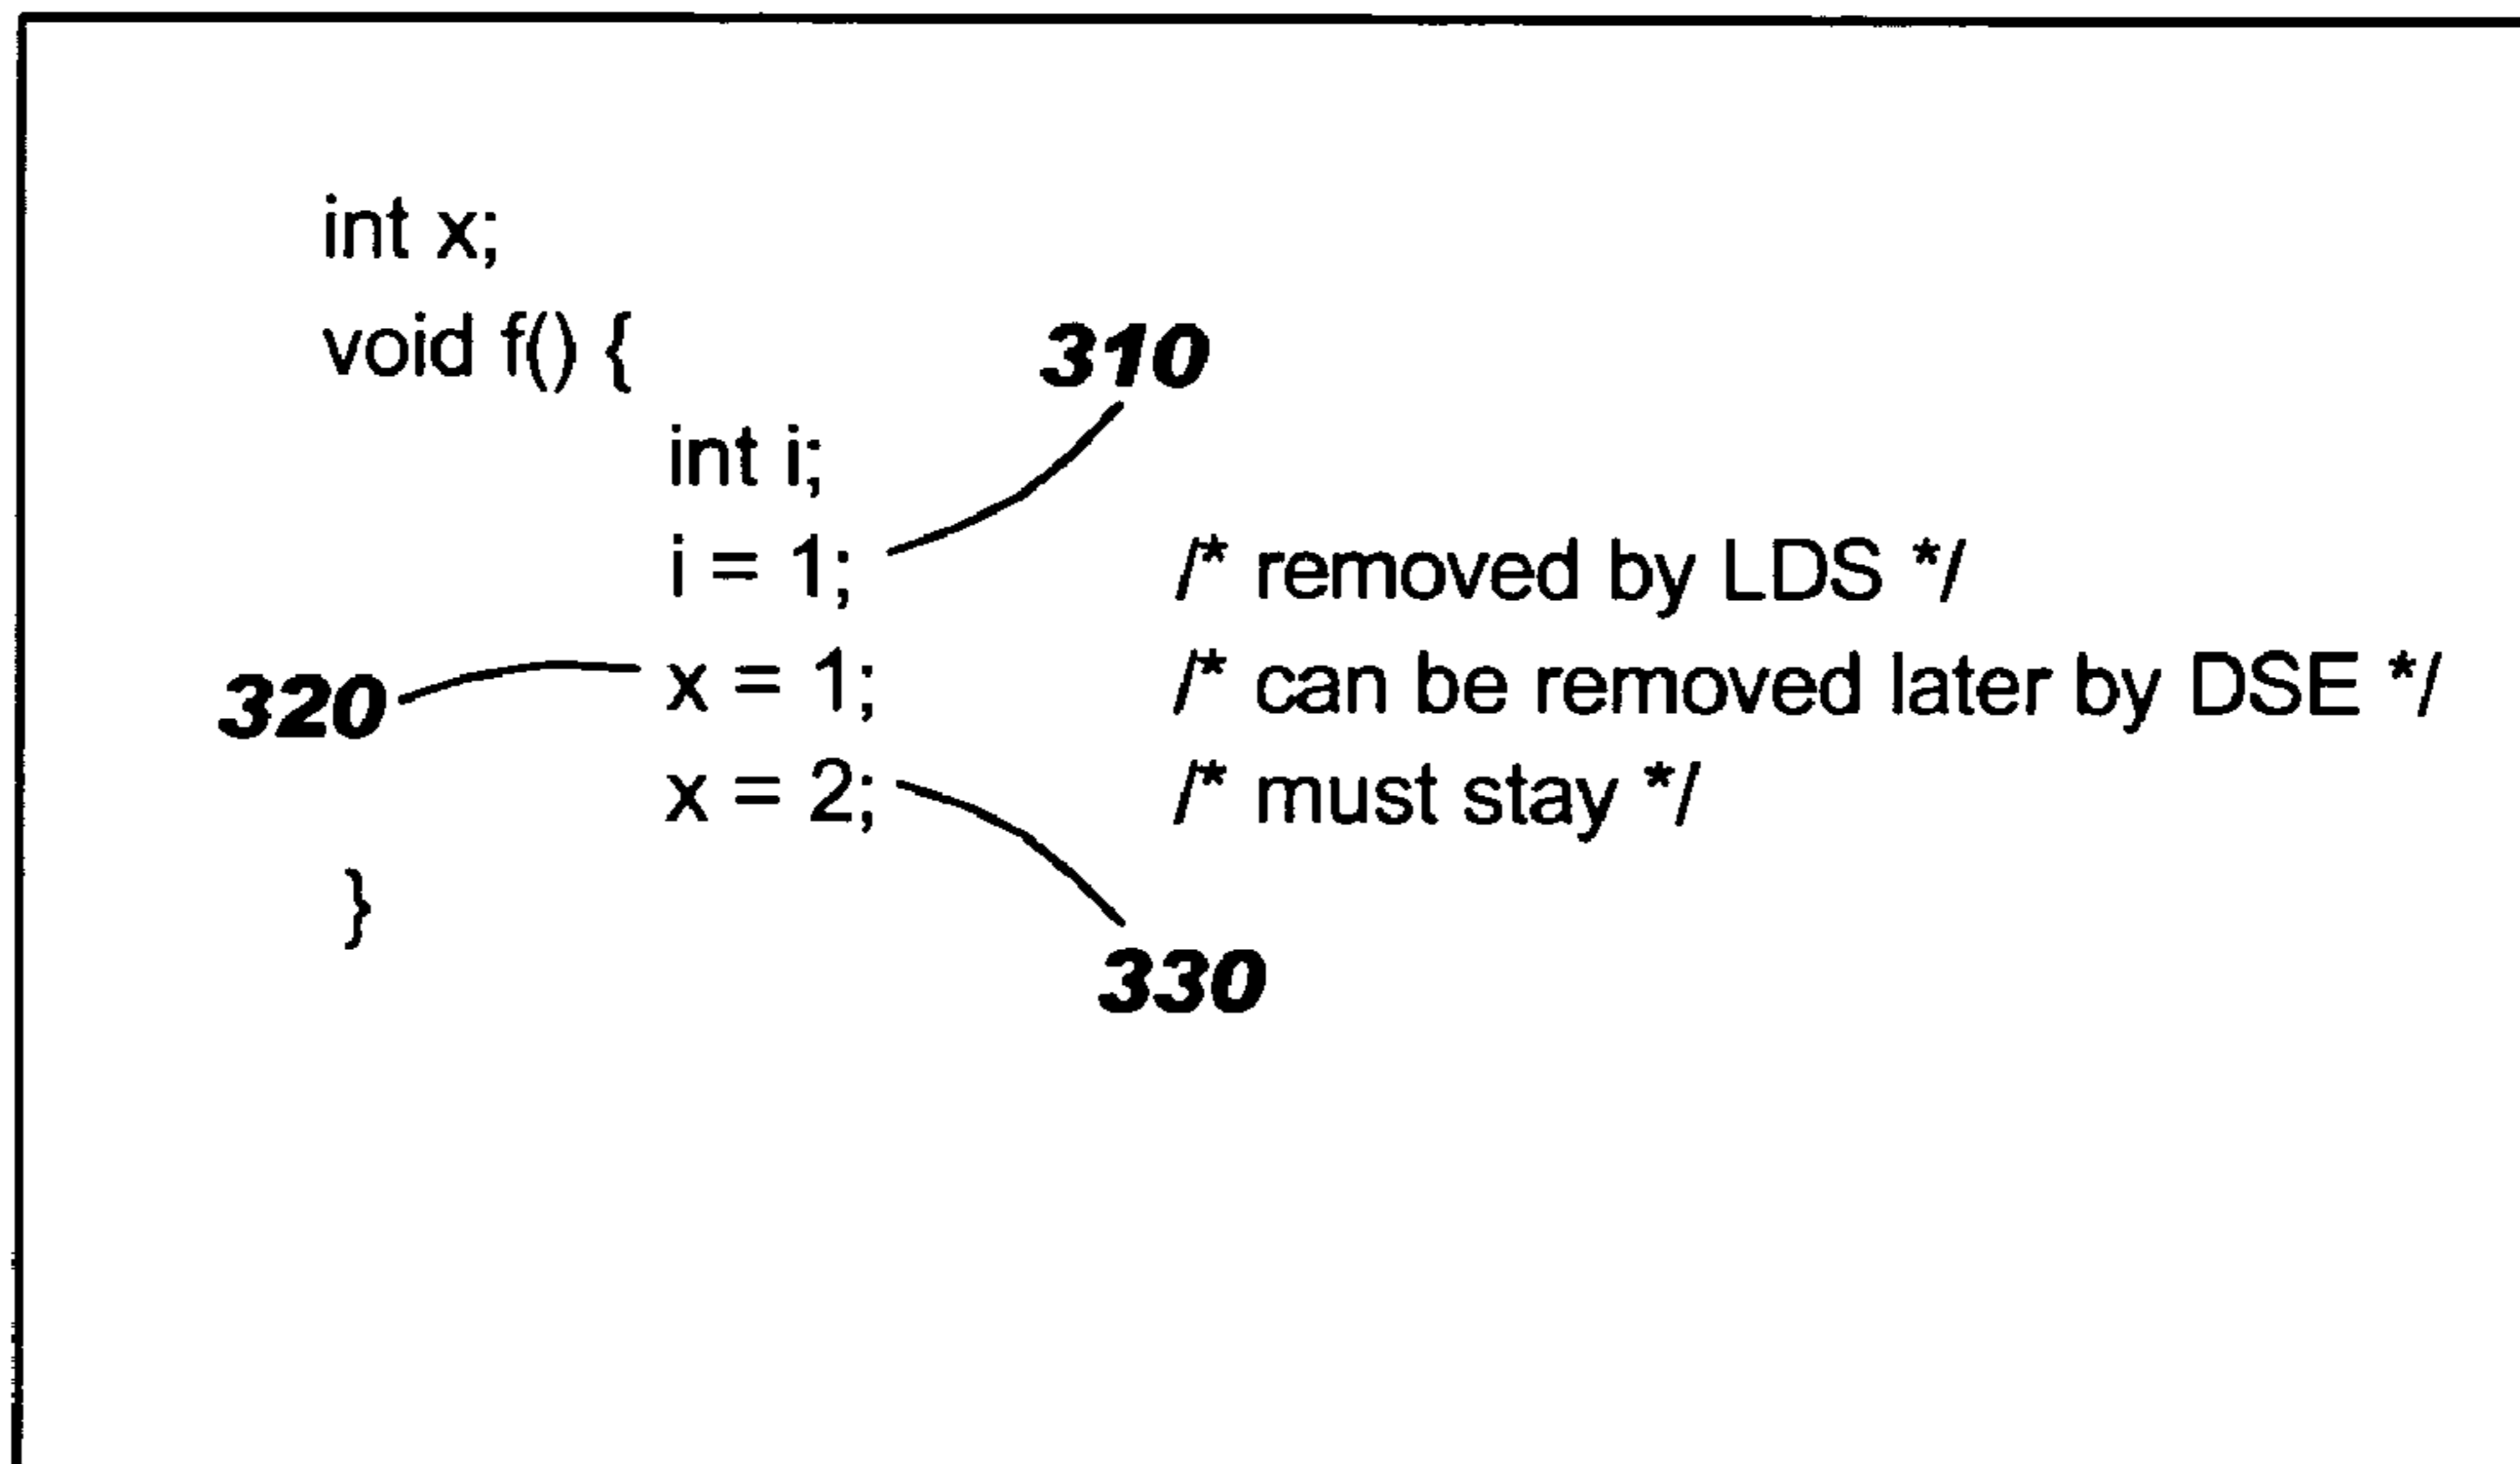 int x;
void f() {
310
int i;
i = 1; /* removed by LDS */
320 x = 1; /* can be removed later by DSE */
x = 2; /* must stay */
}
330